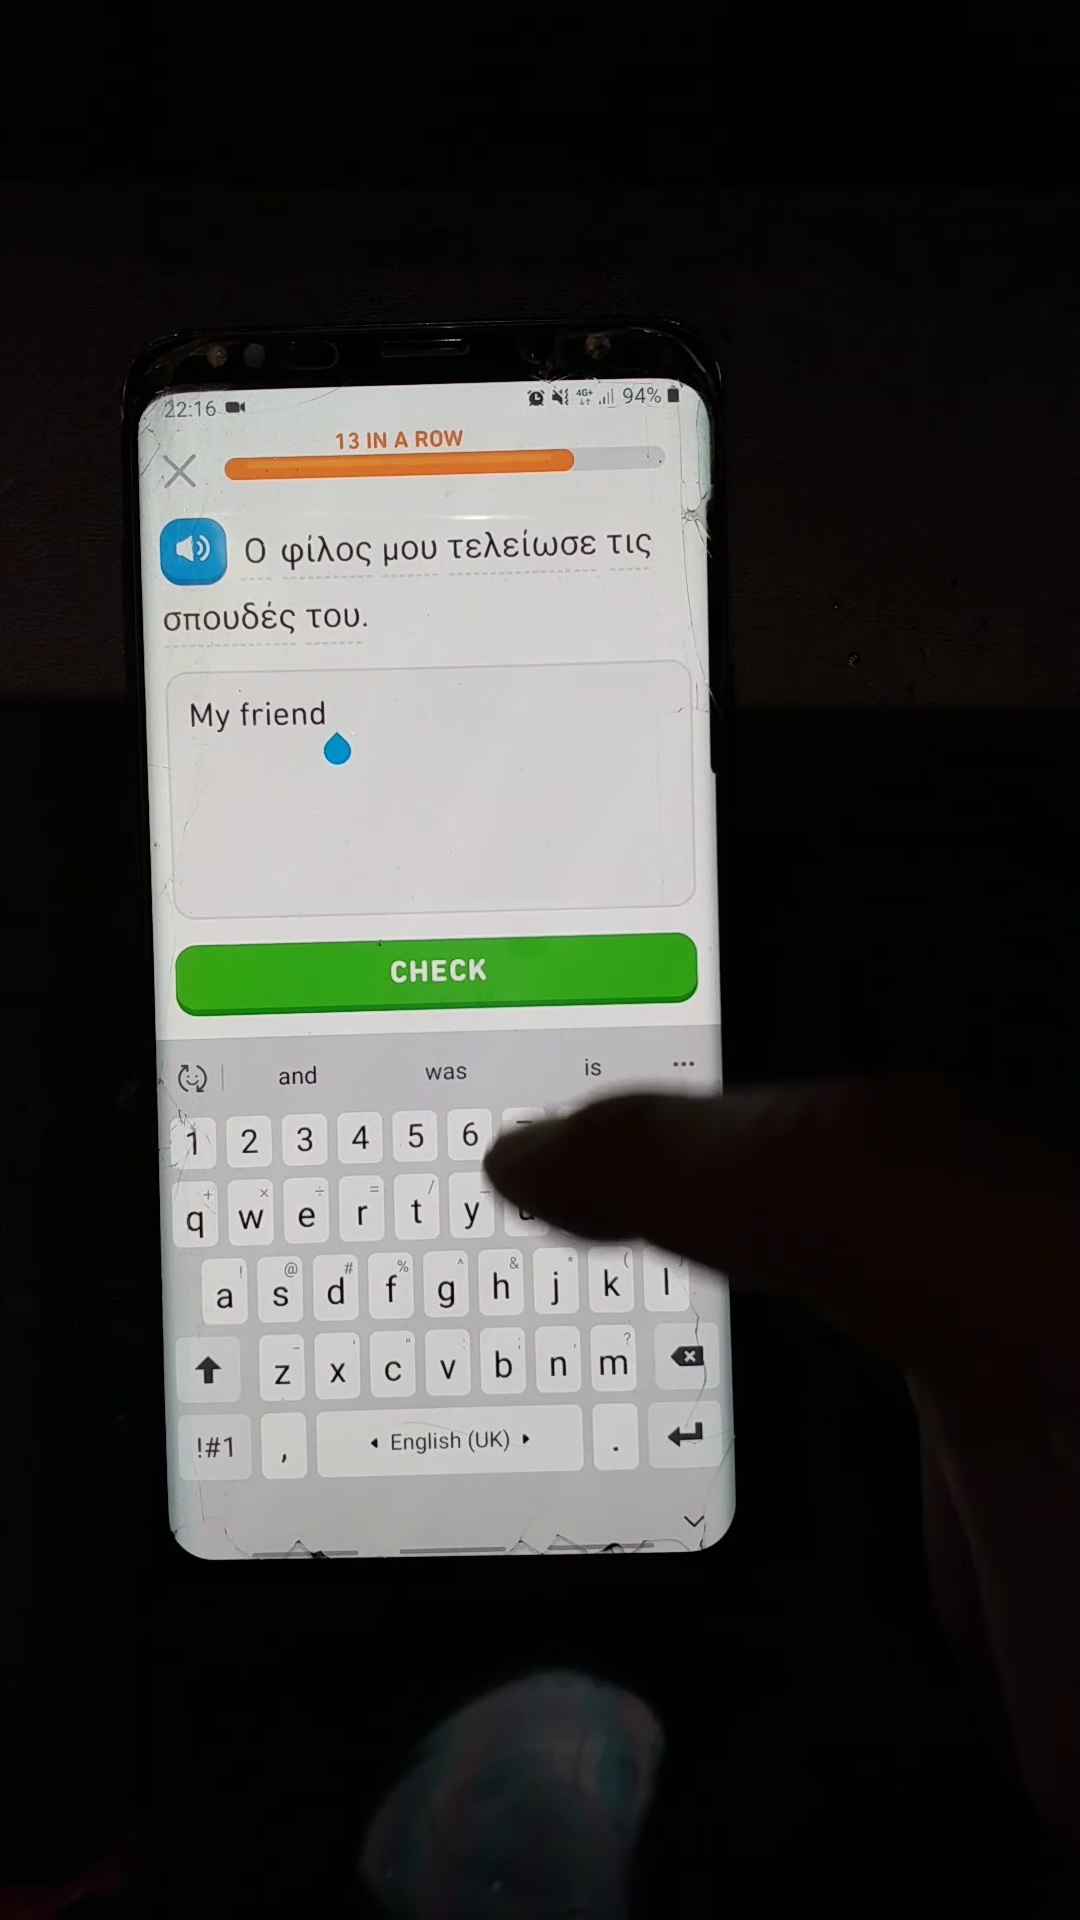 22:16 4G+ 94%
13 IN A ROW
Ο φίλος μου τελείωσε τις
σπουδές του.
My friend
CHECK
and was is ...
1 2 3 4 5 6
q w e r t y
a s d f g h j k l
z x c v b n m
!#1 , English (UK) .